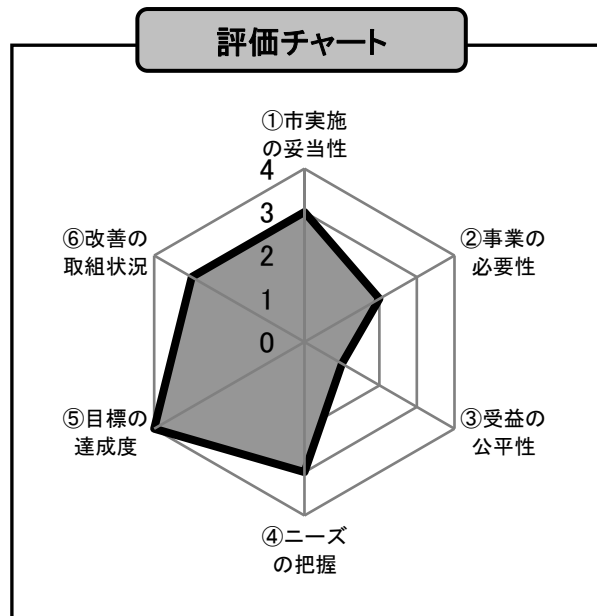 評価チャート
①市実施
の妥当性
4
3
2
1
0
②事業の
必要性
③受益の
公平性
④ニーズ
の把握
⑤目標の
達成度
⑥改善の
取組状況